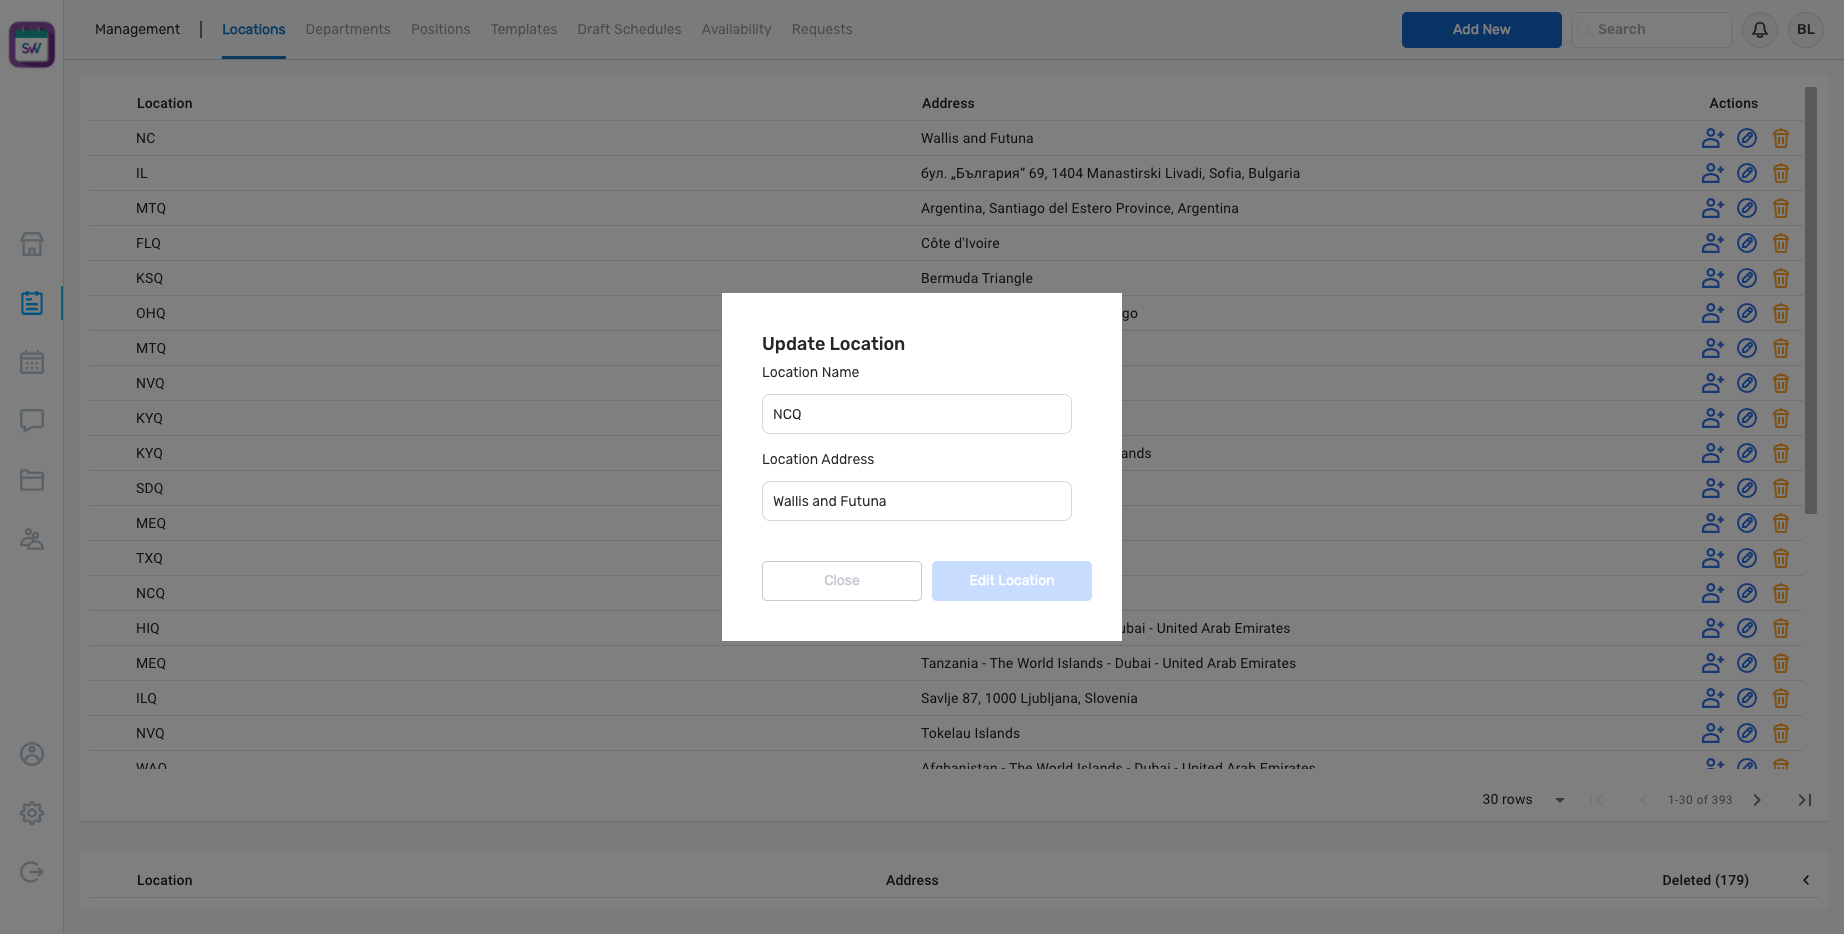 SW
Management | Locations Departments Positions Templates Draft Schedules Availability Requests Add New Search BL
Location Address Actions
NC Wallis and Futuna
IL бул. „България“ 69, 1404 Manastirski Livadi, Sofia, Bulgaria
MTQ Argentina, Santiago del Estero Province, Argentina
FLQ Côte d'Ivoire
KSQ Bermuda Triangle
OHQ go
MTQ
NVQ
KYQ
KYQ ands
SDQ
MEQ
TXQ
NCQ
HIQ ubai - United Arab Emirates
MEQ Tanzania - The World Islands - Dubai - United Arab Emirates
ILQ Savlje 87, 1000 Ljubljana, Slovenia
NVQ Tokelau Islands
WAQ Afghanistan - The World Islands - Dubai - United Arab Emirates
Update Location
Location Name
NCQ
Location Address
Wallis and Futuna
Close Edit Location
30 rows 1-30 of 393
Location Address Deleted (179)